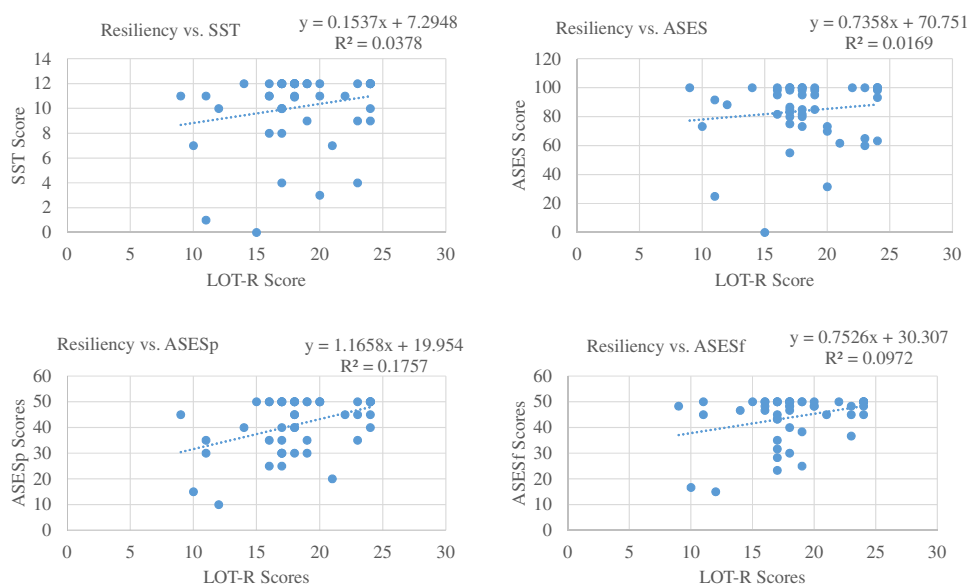 Resiliency vs. SST
y = 0.1537x + 7.2948
R² = 0.0378
14
12
10
8
6
4
2
0
SST Score
0 5 10 15 20 25 30
LOT-R Score
Resiliency vs. ASES
y = 0.7358x + 70.751
R² = 0.0169
120
100
80
60
40
20
0
ASES Score
0 5 10 15 20 25 30
LOT-R Score
Resiliency vs. ASESp
y = 1.1658x + 19.954
R² = 0.1757
60
50
40
30
20
10
0
ASESp Scores
0 5 10 15 20 25 30
LOT-R Scores
Resiliency vs. ASESf
y = 0.7526x + 30.307
R² = 0.0972
60
50
40
30
20
10
0
ASESf Scores
0 5 10 15 20 25 30
LOT-R Scores